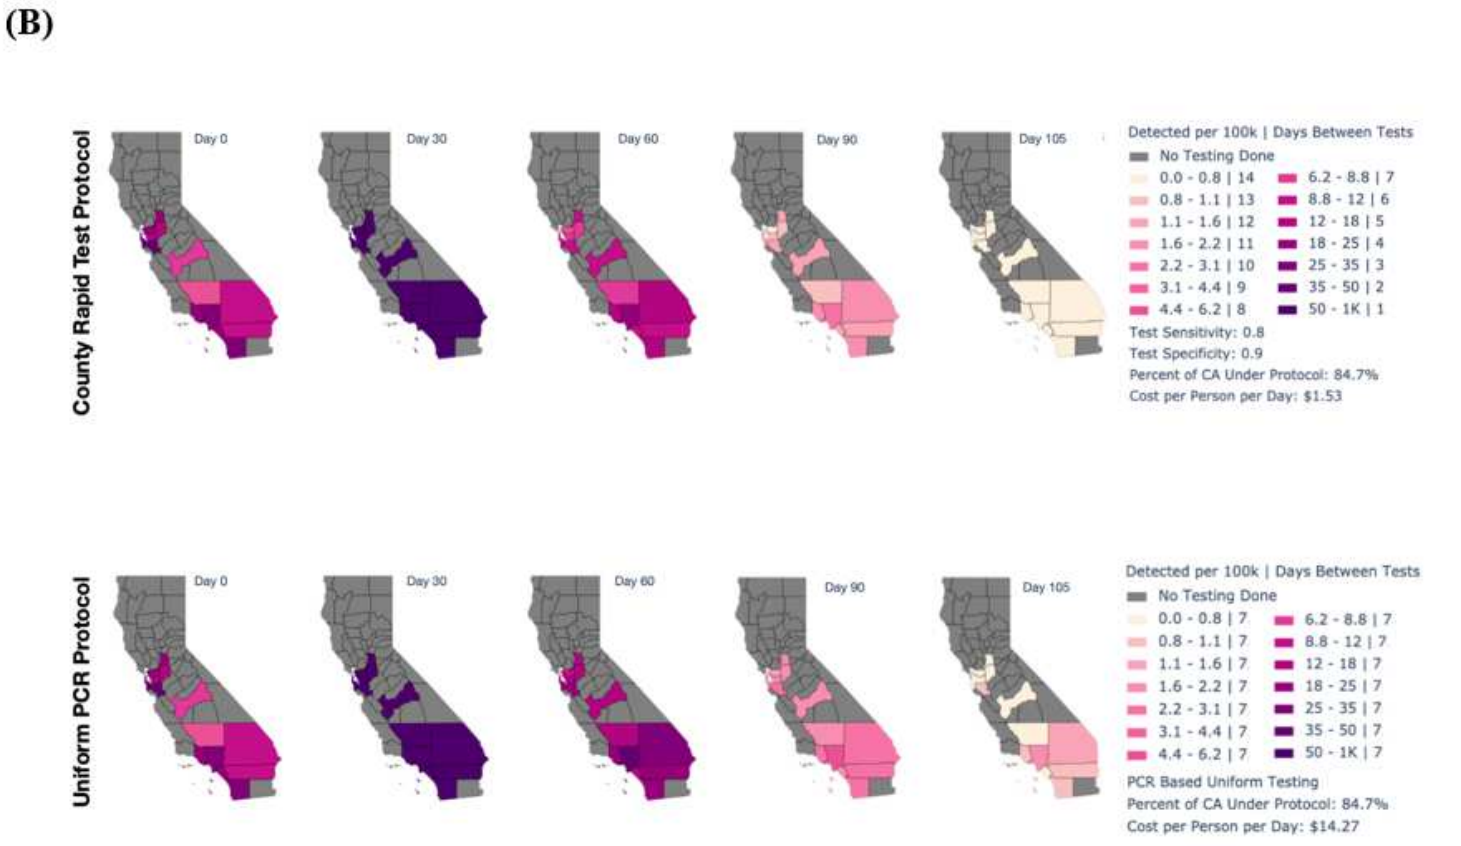 (B)
County Rapid Test Protocol
Day 0
Day 30
Day 60
Day 90
Day 105
Detected per 100k | Days Between Tests
No Testing Done
0.0 - 0.8 | 14
0.8 - 1.1 | 13
1.1 - 1.6 | 12
1.6 - 2.2 | 11
2.2 - 3.1 | 10
3.1 - 4.4 | 9
4.4 - 6.2 | 8
6.2 - 8.8 | 7
8.8 - 12 | 6
12 - 18 | 5
18 - 25 | 4
25 - 35 | 3
35 - 50 | 2
50 - 1K | 1
Test Sensitivity: 0.8
Test Specificity: 0.9
Percent of CA Under Protocol: 84.7%
Cost per Person per Day: $1.53
Uniform PCR Protocol
Day 0
Day 30
Day 60
Day 90
Day 105
Detected per 100k | Days Between Tests
No Testing Done
0.0 - 0.8 | 7
0.8 - 1.1 | 7
1.1 - 1.6 | 7
1.6 - 2.2 | 7
2.2 - 3.1 | 7
3.1 - 4.4 | 7
4.4 - 6.2 | 7
6.2 - 8.8 | 7
8.8 - 12 | 7
12 - 18 | 7
18 - 25 | 7
25 - 35 | 7
35 - 50 | 7
50 - 1K | 7
PCR Based Uniform Testing
Percent of CA Under Protocol: 84.7%
Cost per Person per Day: $14.27